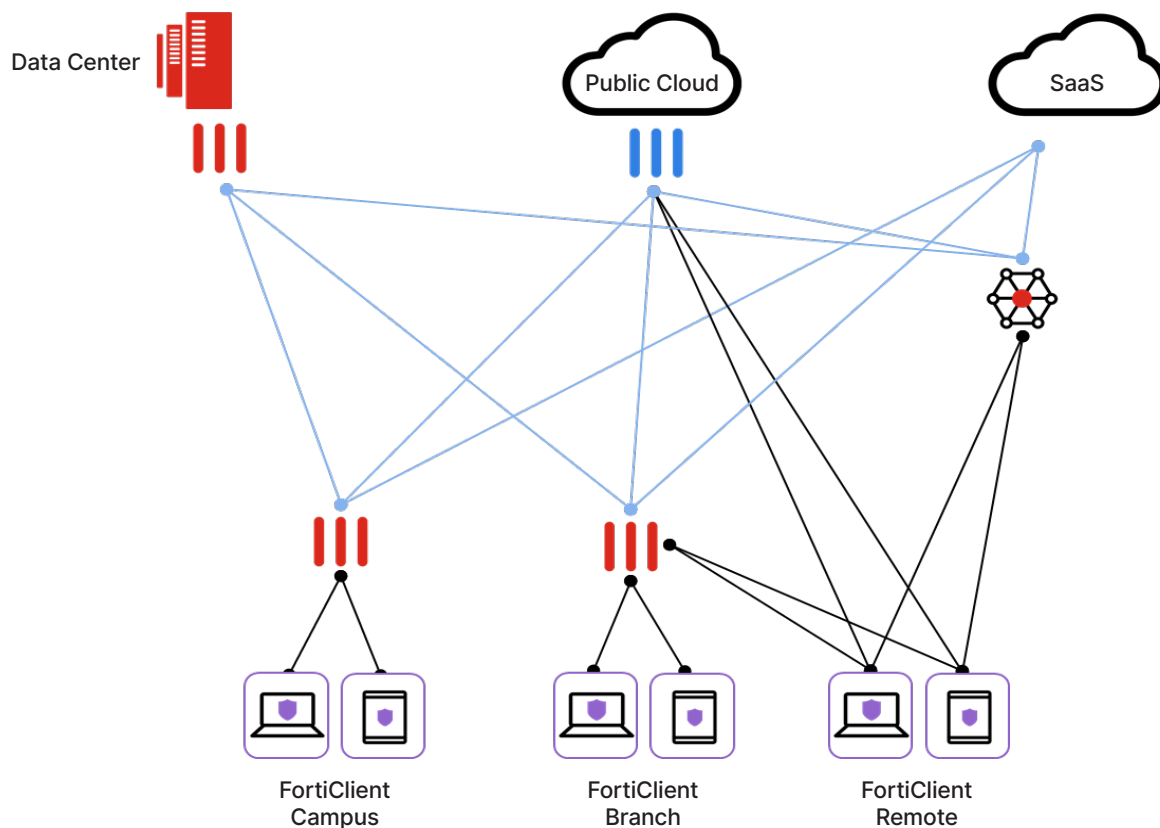 Data Center
Public Cloud
SaaS
FortiClient
Campus
FortiClient
Branch
FortiClient
Remote